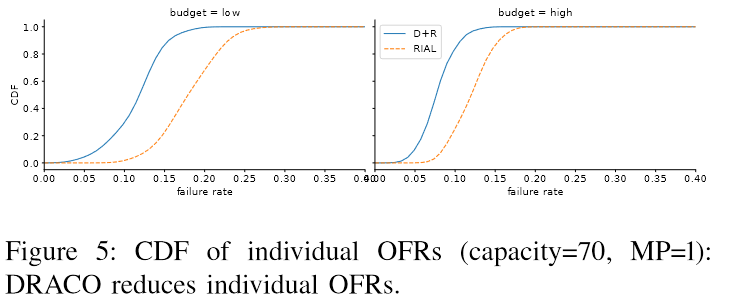 budget = low
budget = high
1.0
0.8
0.6
0.4
0.2
0.0
CDF
D+R
RIAL
0.00 0.05 0.10 0.15 0.20 0.25 0.30 0.35 0.40
0.00 0.05 0.10 0.15 0.20 0.25 0.30 0.35 0.40
failure rate
failure rate
Figure 5: CDF of individual OFRs (capacity=70, MP=1):
DRACO reduces individual OFRs.